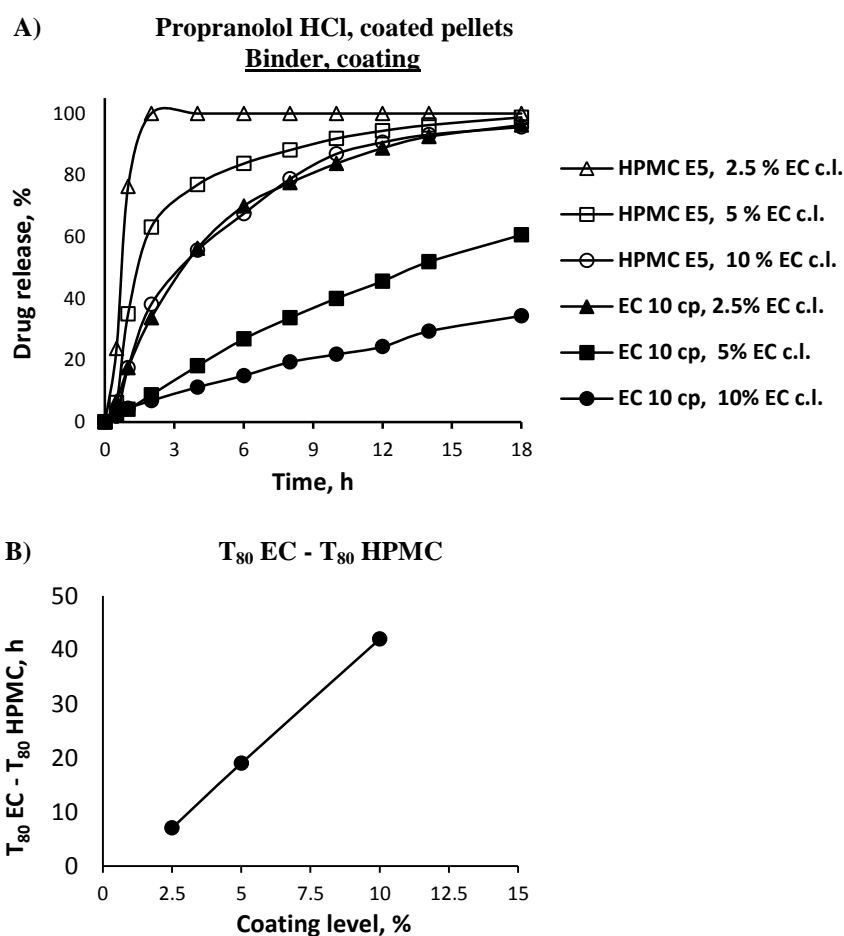 A)
Propranolol HCl, coated pellets
Binder, coating
100
80
60
40
20
0
Drug release, %
0 3 6 9 12 15 18
Time, h
HPMC E5, 2.5 % EC c.l.
HPMC E5, 5 % EC c.l.
HPMC E5, 10 % EC c.l.
EC 10 cp, 2.5% EC c.l.
EC 10 cp, 5% EC c.l.
EC 10 cp, 10% EC c.l.
B)
T₈₀ EC - T₈₀ HPMC
50
40
30
20
10
0
T₈₀ EC - T₈₀ HPMC, h
0 2.5 5 7.5 10 12.5 15
Coating level, %